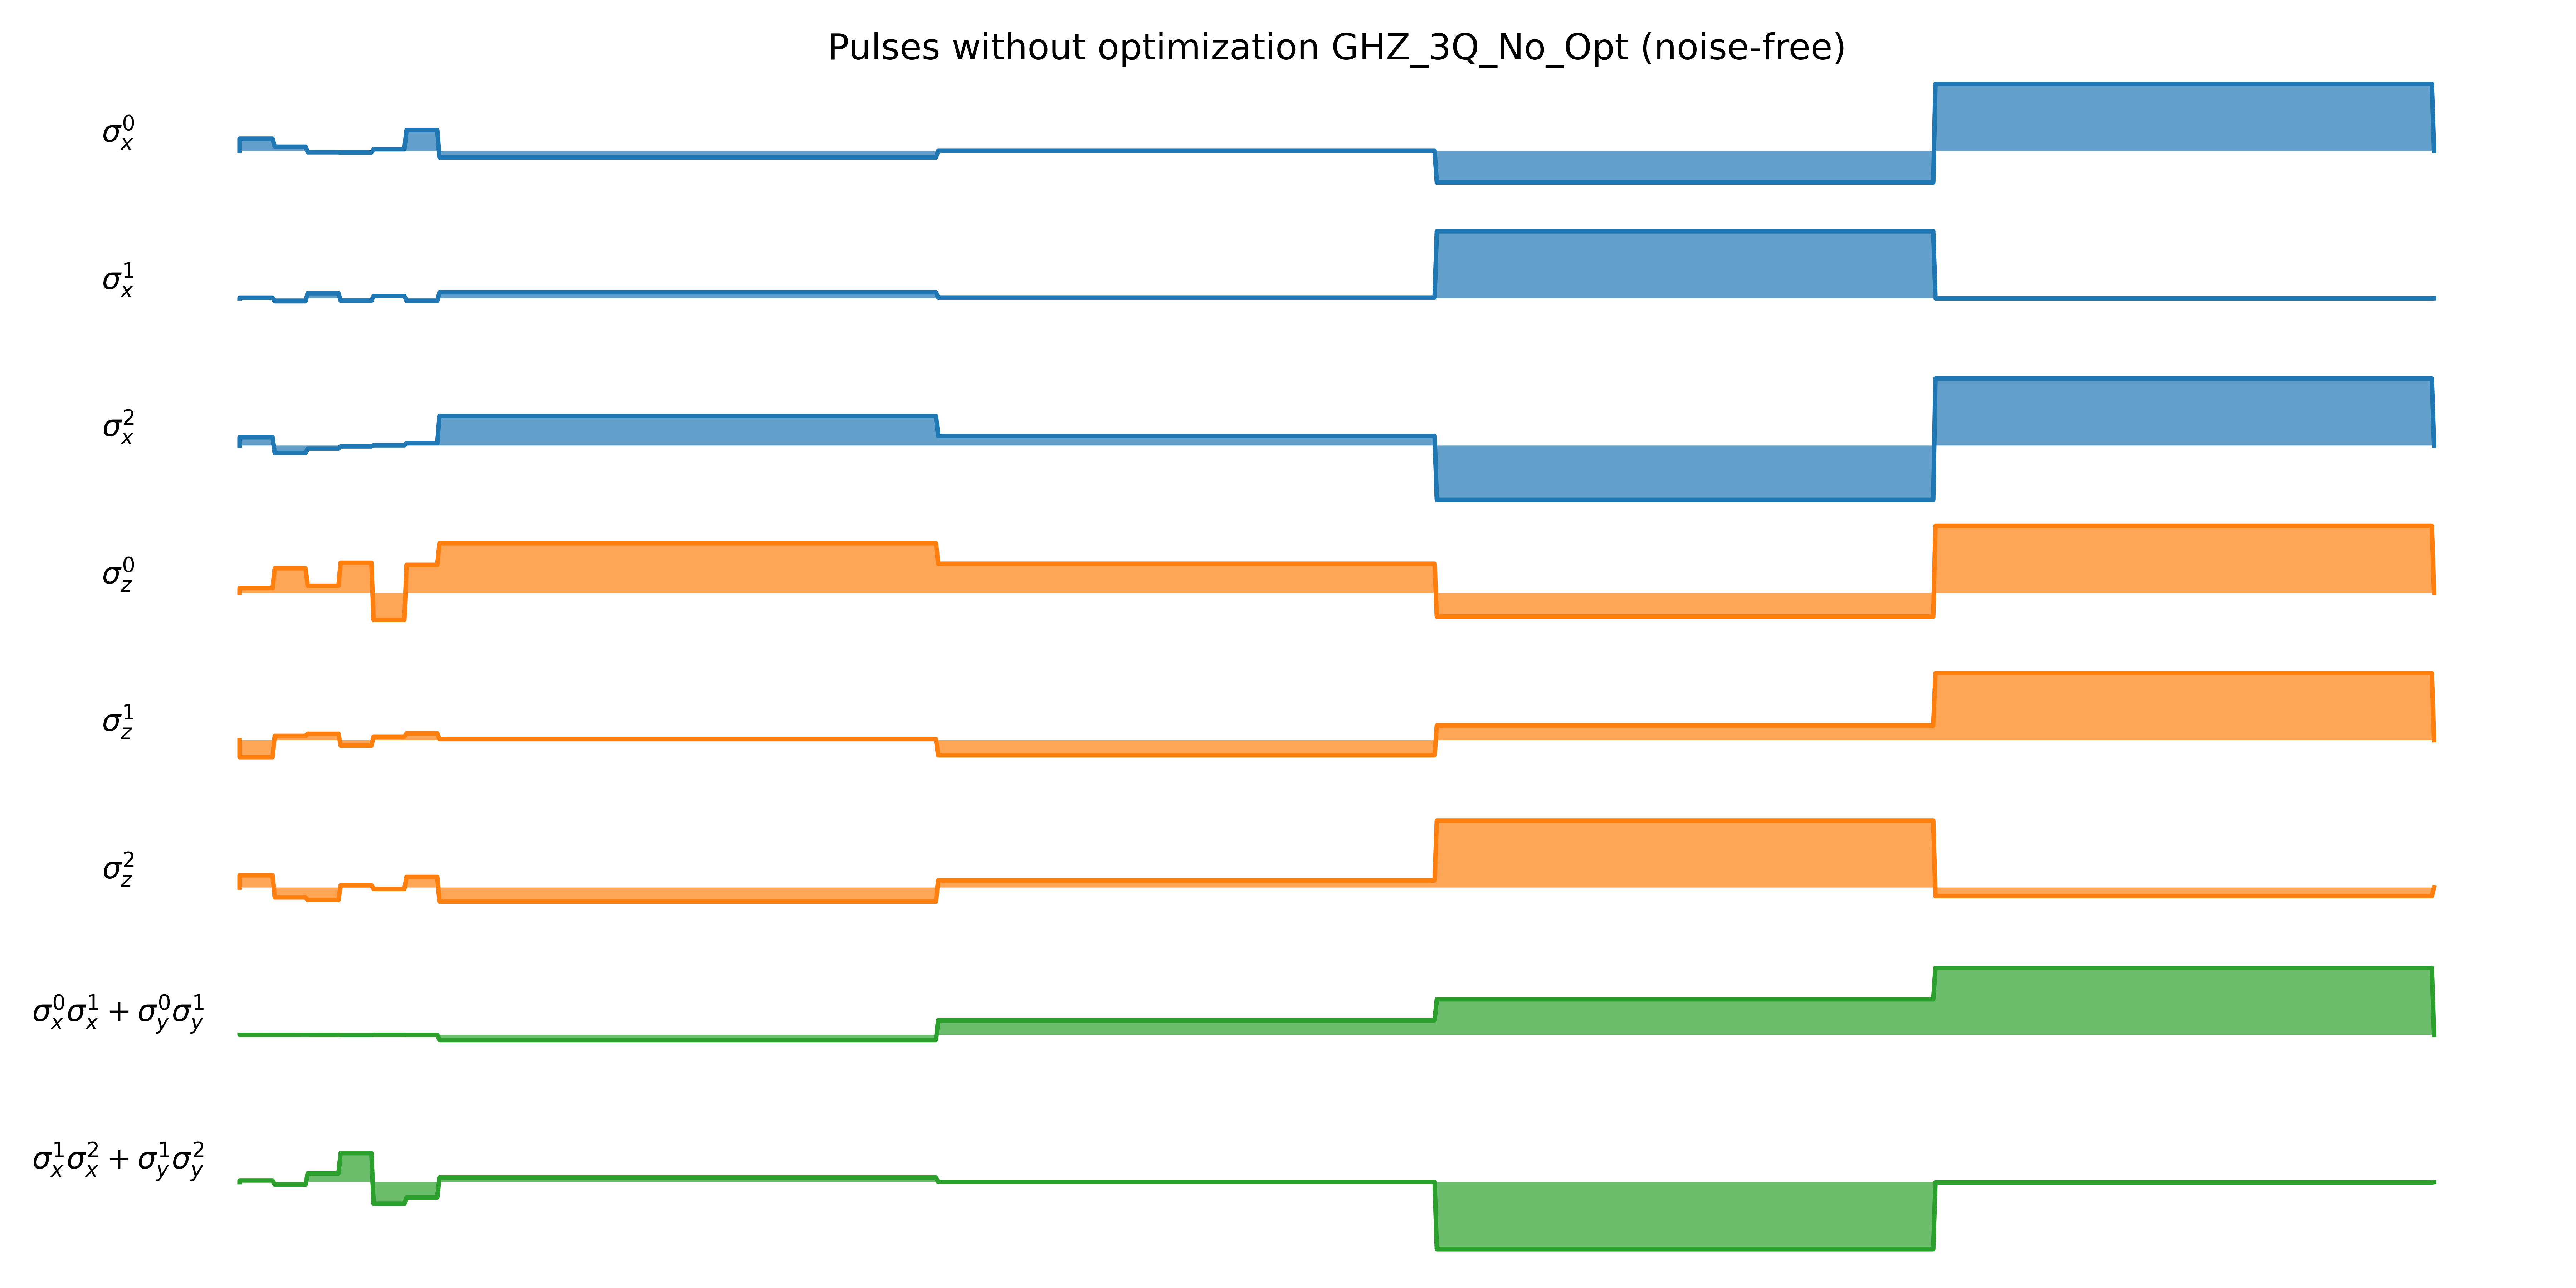 Pulses without optimization GHZ_3Q_No_Opt (noise-free)
σ_x^0
σ_x^1
σ_x^2
σ_z^0
σ_z^1
σ_z^2
σ_x^0σ_x^1 + σ_y^0σ_y^1
σ_x^1σ_x^2 + σ_y^1σ_y^2